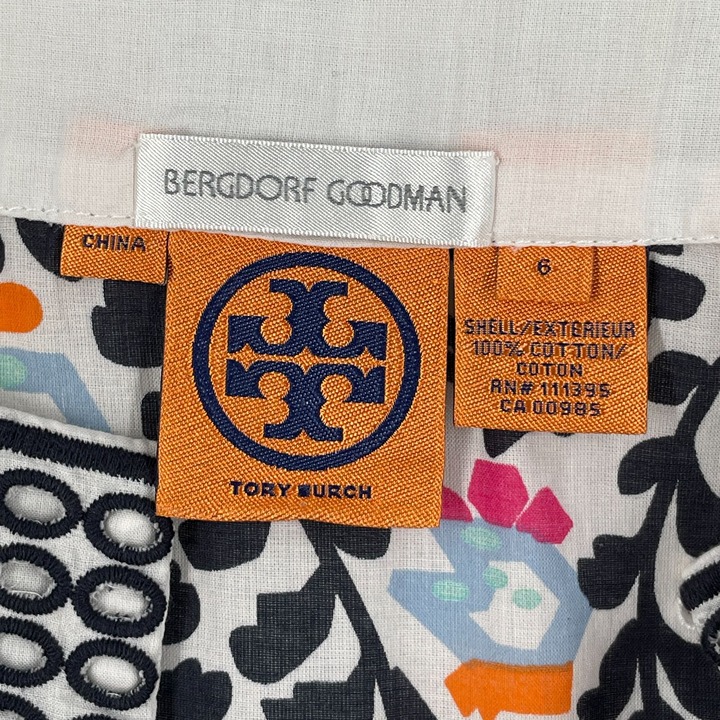 BERGDORF GOODMAN
CHINA
TORY BURCH
6
SHELL/EXTERIEUR
100% COTTON/
COTON
RN# 111395
CA 00985